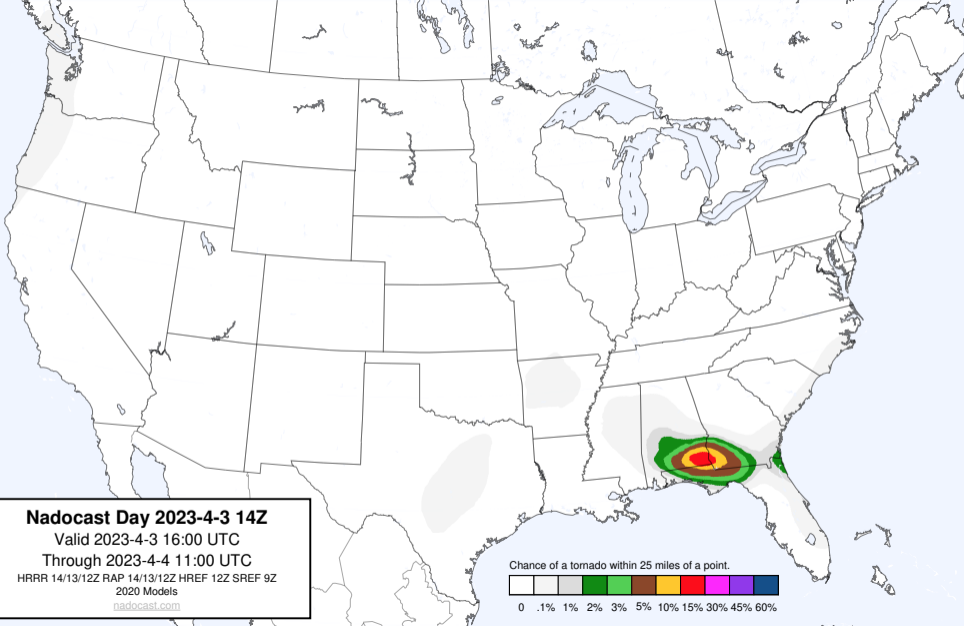 Nadocast Day 2023-4-3 14Z
Valid 2023-4-3 16:00 UTC
Through 2023-4-4 11:00 UTC
HRRR 14/13/12Z RAP 14/13/12Z HREF 12Z SREF 9Z
2020 Models
nadocast.com
Chance of a tornado within 25 miles of a point.
0 .1% 1% 2% 3% 5% 10% 15% 30% 45% 60%